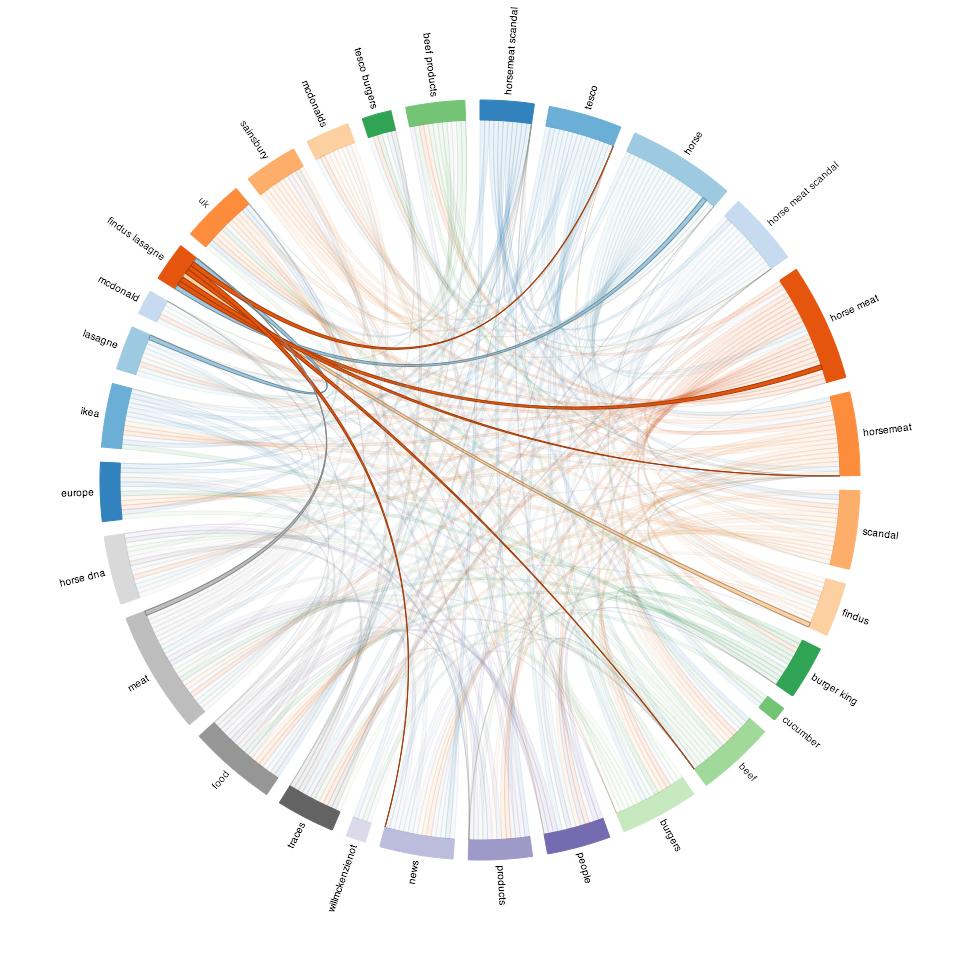 horsemeat scandal
tesco
horse
horse meat scandal
horse meat
horsemeat
scandal
findus
burger king
cucumber
beef
burgers
people
products
news
willmckenzienot
traces
food
meat
horse dna
europe
ikea
lasagne
mcdonald
findus lasagne
uk
sainsbury
mcdonalds
tesco burgers
beef products